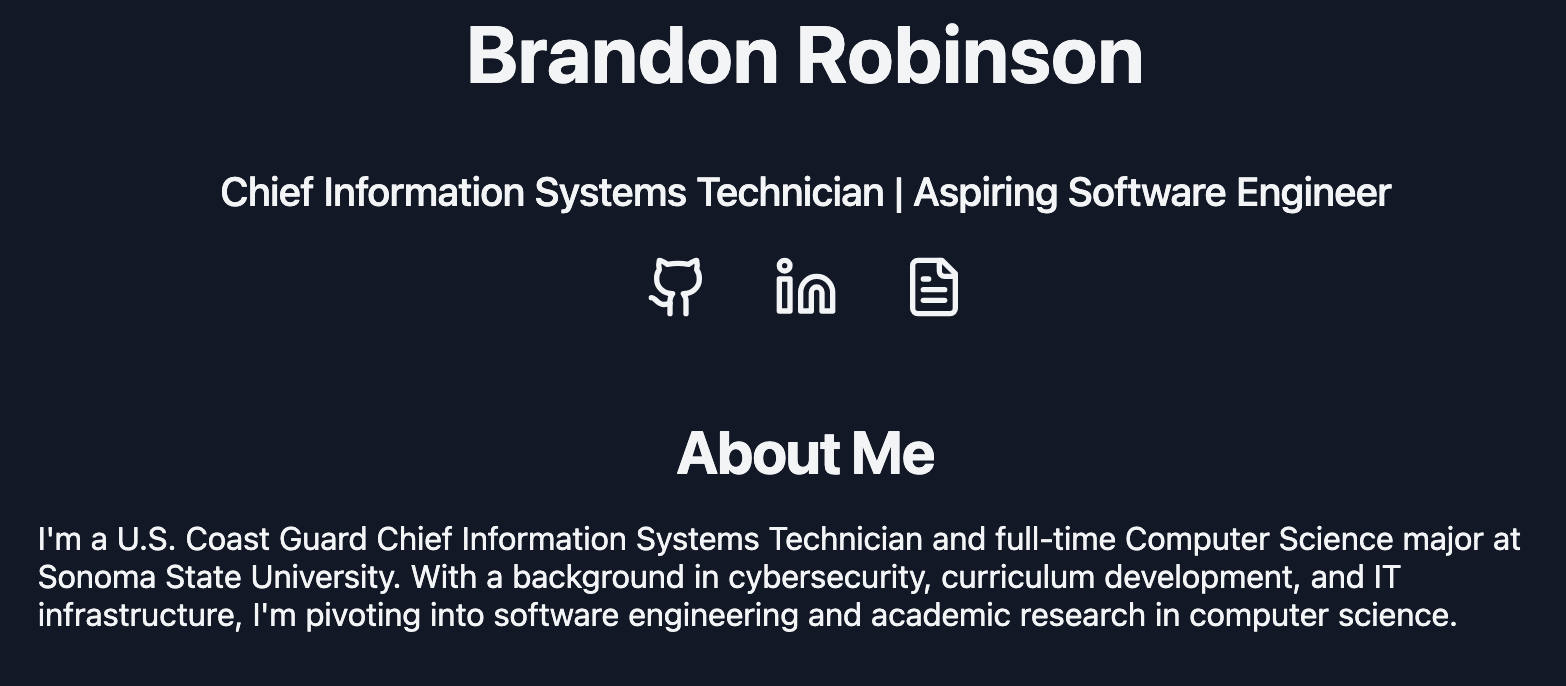 Brandon Robinson
Chief Information Systems Technician | Aspiring Software Engineer
in
About Me
I'm a U.S. Coast Guard Chief Information Systems Technician and full-time Computer Science major at
Sonoma State University. With a background in cybersecurity, curriculum development, and IT
infrastructure, I'm pivoting into software engineering and academic research in computer science.